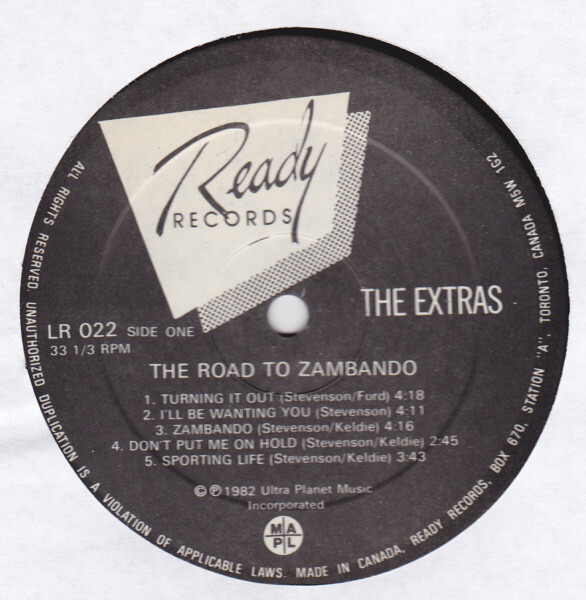 Ready
RECORDS
THE EXTRAS
LR 022 SIDE ONE
33 1/3 RPM
THE ROAD TO ZAMBANDO
1. TURNING IT OUT (Stevenson/Furd) 4:18
2. I'LL BE WANTING YOU (Stevenson) 4:11
3. ZAMBANDO (Stevenson/Keldie) 4:16
4. DON'T PUT ME ON HOLD (Stevenson/Keldie) 2:45
5. SPORTING LIFE (Stevenson/Keldie) 3:43
©℗1982 Ultra Planet Music
Incorporated
M A
P L
ALL RIGHTS RESERVED. UNAUTHORIZED DUPLICATION IS A VIOLATION OF APPLICABLE LAWS. MADE IN CANADA, READY RECORDS, BOX 670, STATION "A", TORONTO, CANADA M5W 1G2